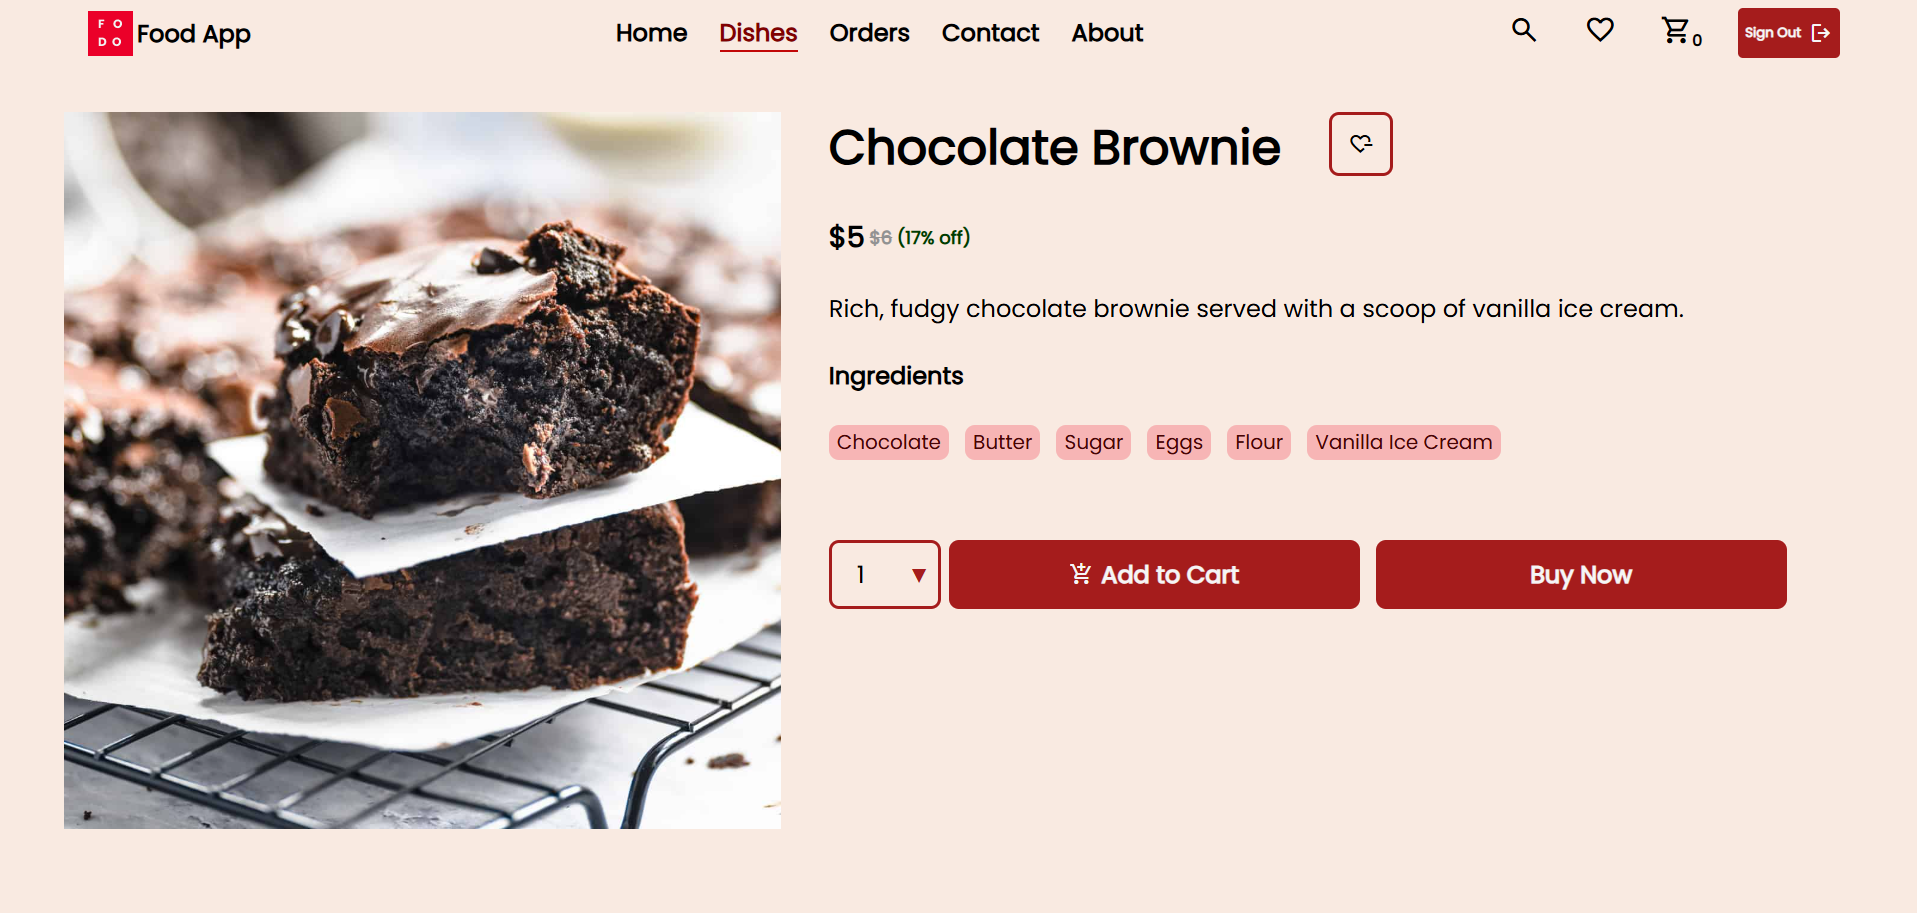 FO
DO
Food App
Home Dishes Orders Contact About
0
Sign Out
Chocolate Brownie
$5 $6 (17% off)
Rich, fudgy chocolate brownie served with a scoop of vanilla ice cream.
Ingredients
Chocolate Butter Sugar Eggs Flour Vanilla Ice Cream
1 Add to Cart Buy Now